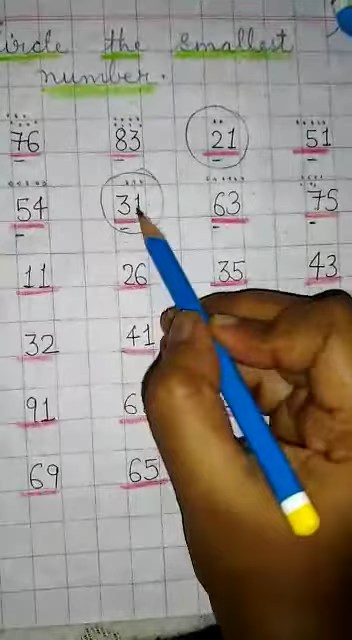 circle the smallest
number.
76 83 21 51
54 31 63 75
11 26 35 43
32 41
91 6
69 65